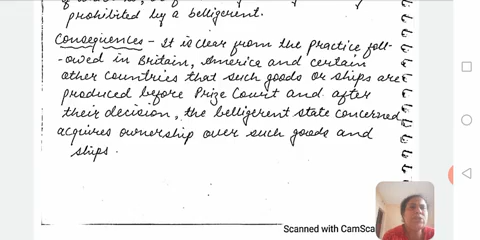 prohibited by a belligerent.
Consequences - It is clear from the practice foll-
-owed in Britain, America and certain
other countries that such goods or ships are
produced before Prize Court and after
their decision, the belligerent state concerned
acquires ownership over such goods and
ships.
Scanned with CamSca